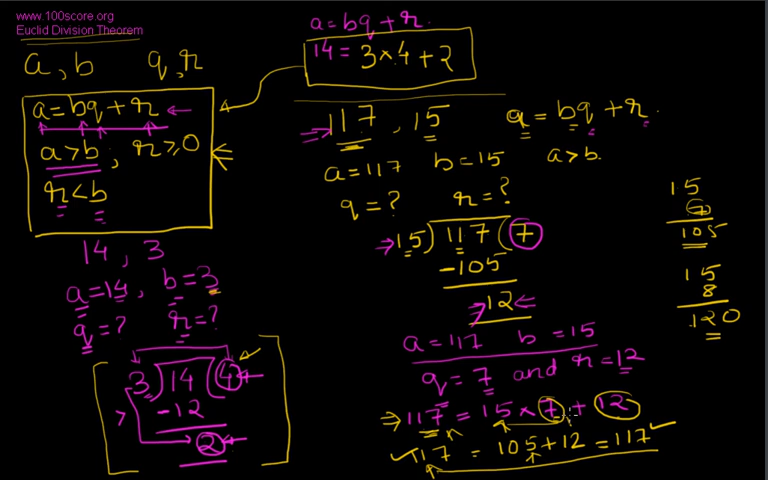 www.100score.com
Euclid Division Theorem
a, b q, r
a = bq + r
a > b, r ≥ 0
r < b
14, 3
a = 14, b = 3
q = ? r = ?
3) 14 (4
-12
2
a = bq + r
14 = 3 × 4 + 2
117, 15
a = bq + r
a > b
a = 117 b = 15
q = ? r = ?
15) 117 (7
-105
12
a = 117 b = 15
q = 7 and r = 12
117 = 15 × 7 + 12
117 = 105 + 12 = 117
15
7
105
15
8
120